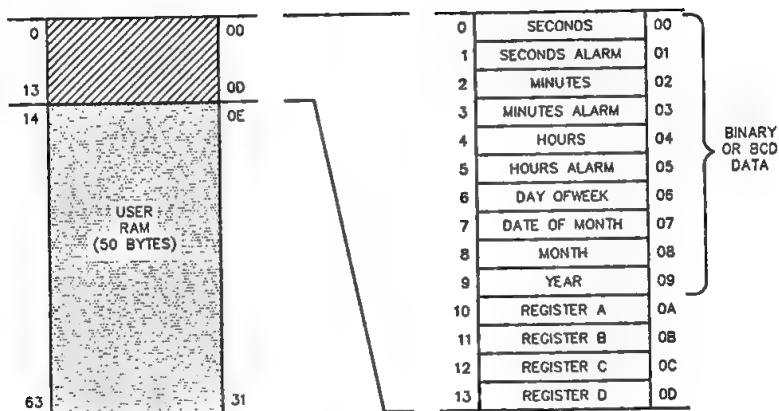 0 00
13 0D
14 0E
USER
RAM
(50 BYTES)
63 31
0 SECONDS 00
1 SECONDS ALARM 01
2 MINUTES 02
3 MINUTES ALARM 03
4 HOURS 04
5 HOURS ALARM 05
6 DAY OFWEEK 06
7 DATE OF MONTH 07
8 MONTH 08
9 YEAR 09
10 REGISTER A 0A
11 REGISTER B 0B
12 REGISTER C 0C
13 REGISTER D 0D
BINARY
OR BCD
DATA